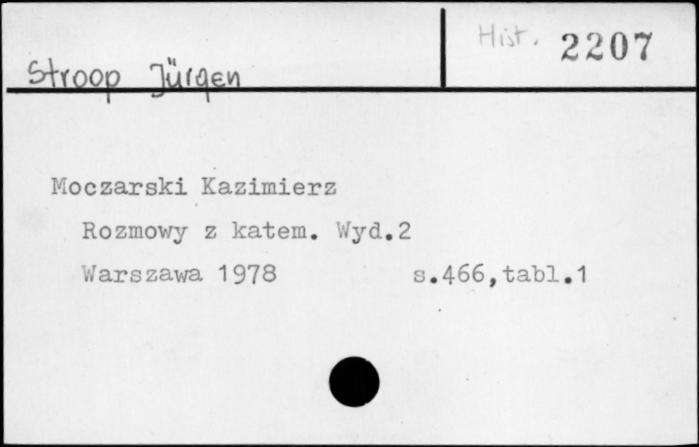 Hist. 2207
Stroop Jürgen
Moczarski Kazimierz
Rozmowy z katem. Wyd.2
Warszawa 1978 s.466,tabl.1